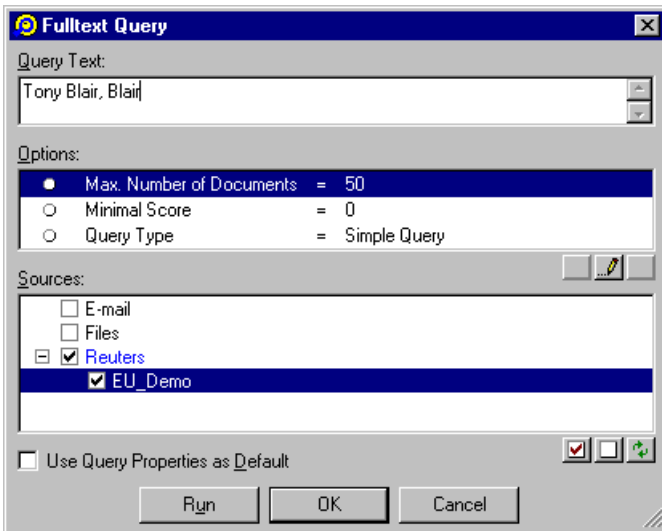 Fulltext Query
Query Text:
Tony Blair, Blair
Options:
Max. Number of Documents = 50
Minimal Score = 0
Query Type = Simple Query
Sources:
E-mail
Files
Reuters
EU_Demo
Use Query Properties as Default
Run OK Cancel